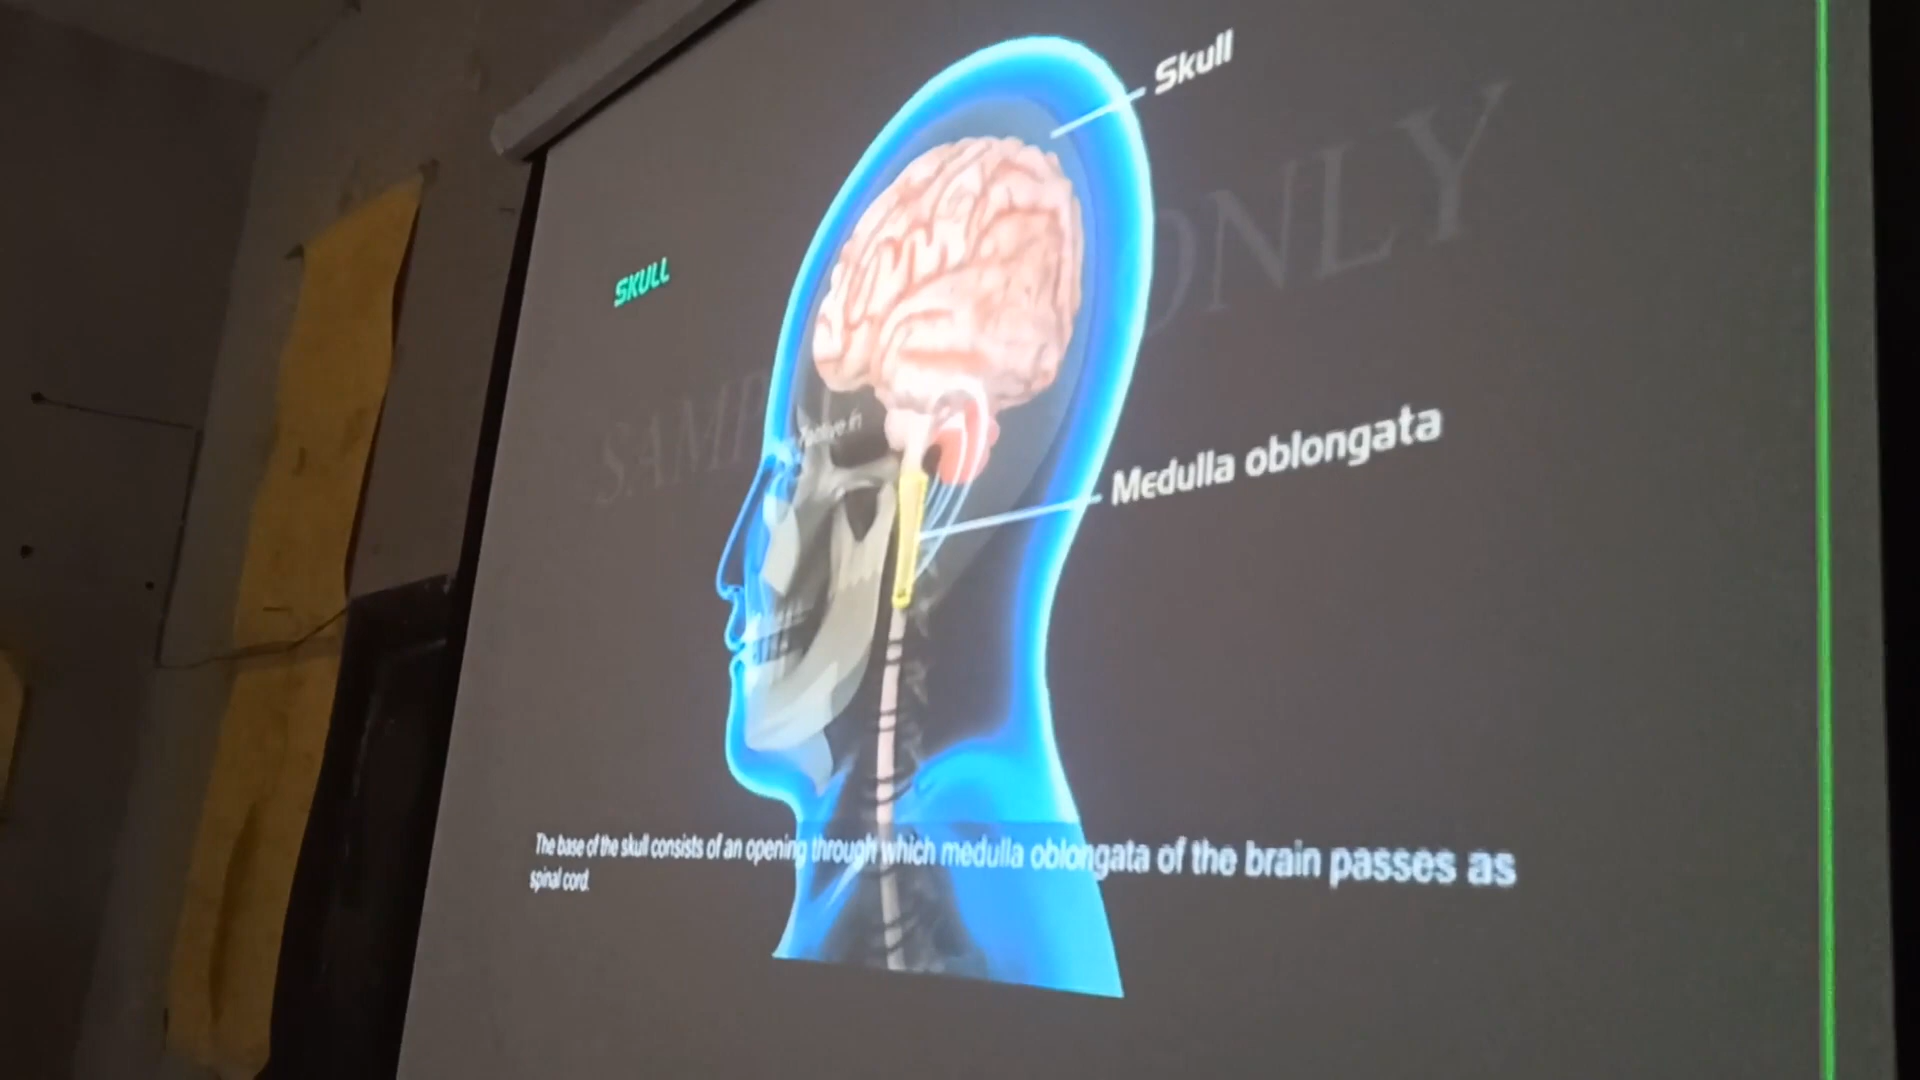 Skull
ONLY
SKULL
Medulla oblongata
The base of the skull consists of an opening through which medulla oblongata of the brain passes as
spinal cord.